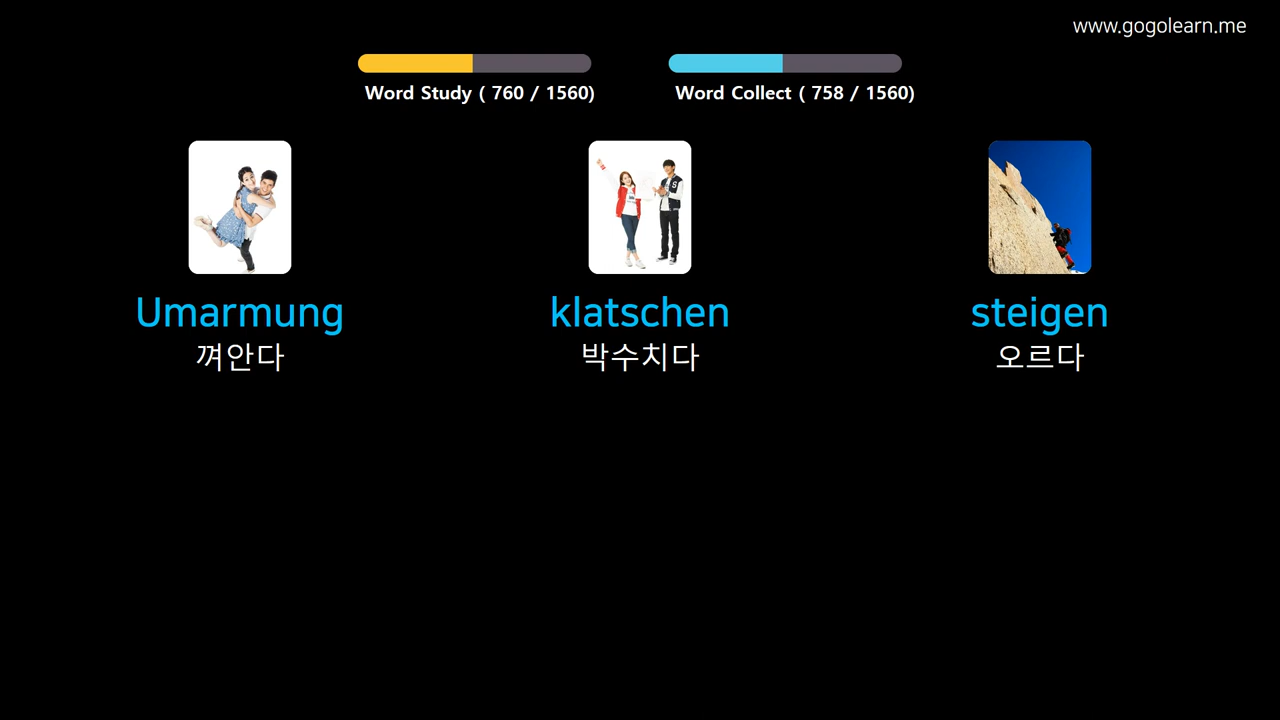 www.gogolearn.me
Word Study ( 760 / 1560)
Word Collect ( 758 / 1560)
Umarmung
klatschen
steigen
껴안다
박수치다
오르다